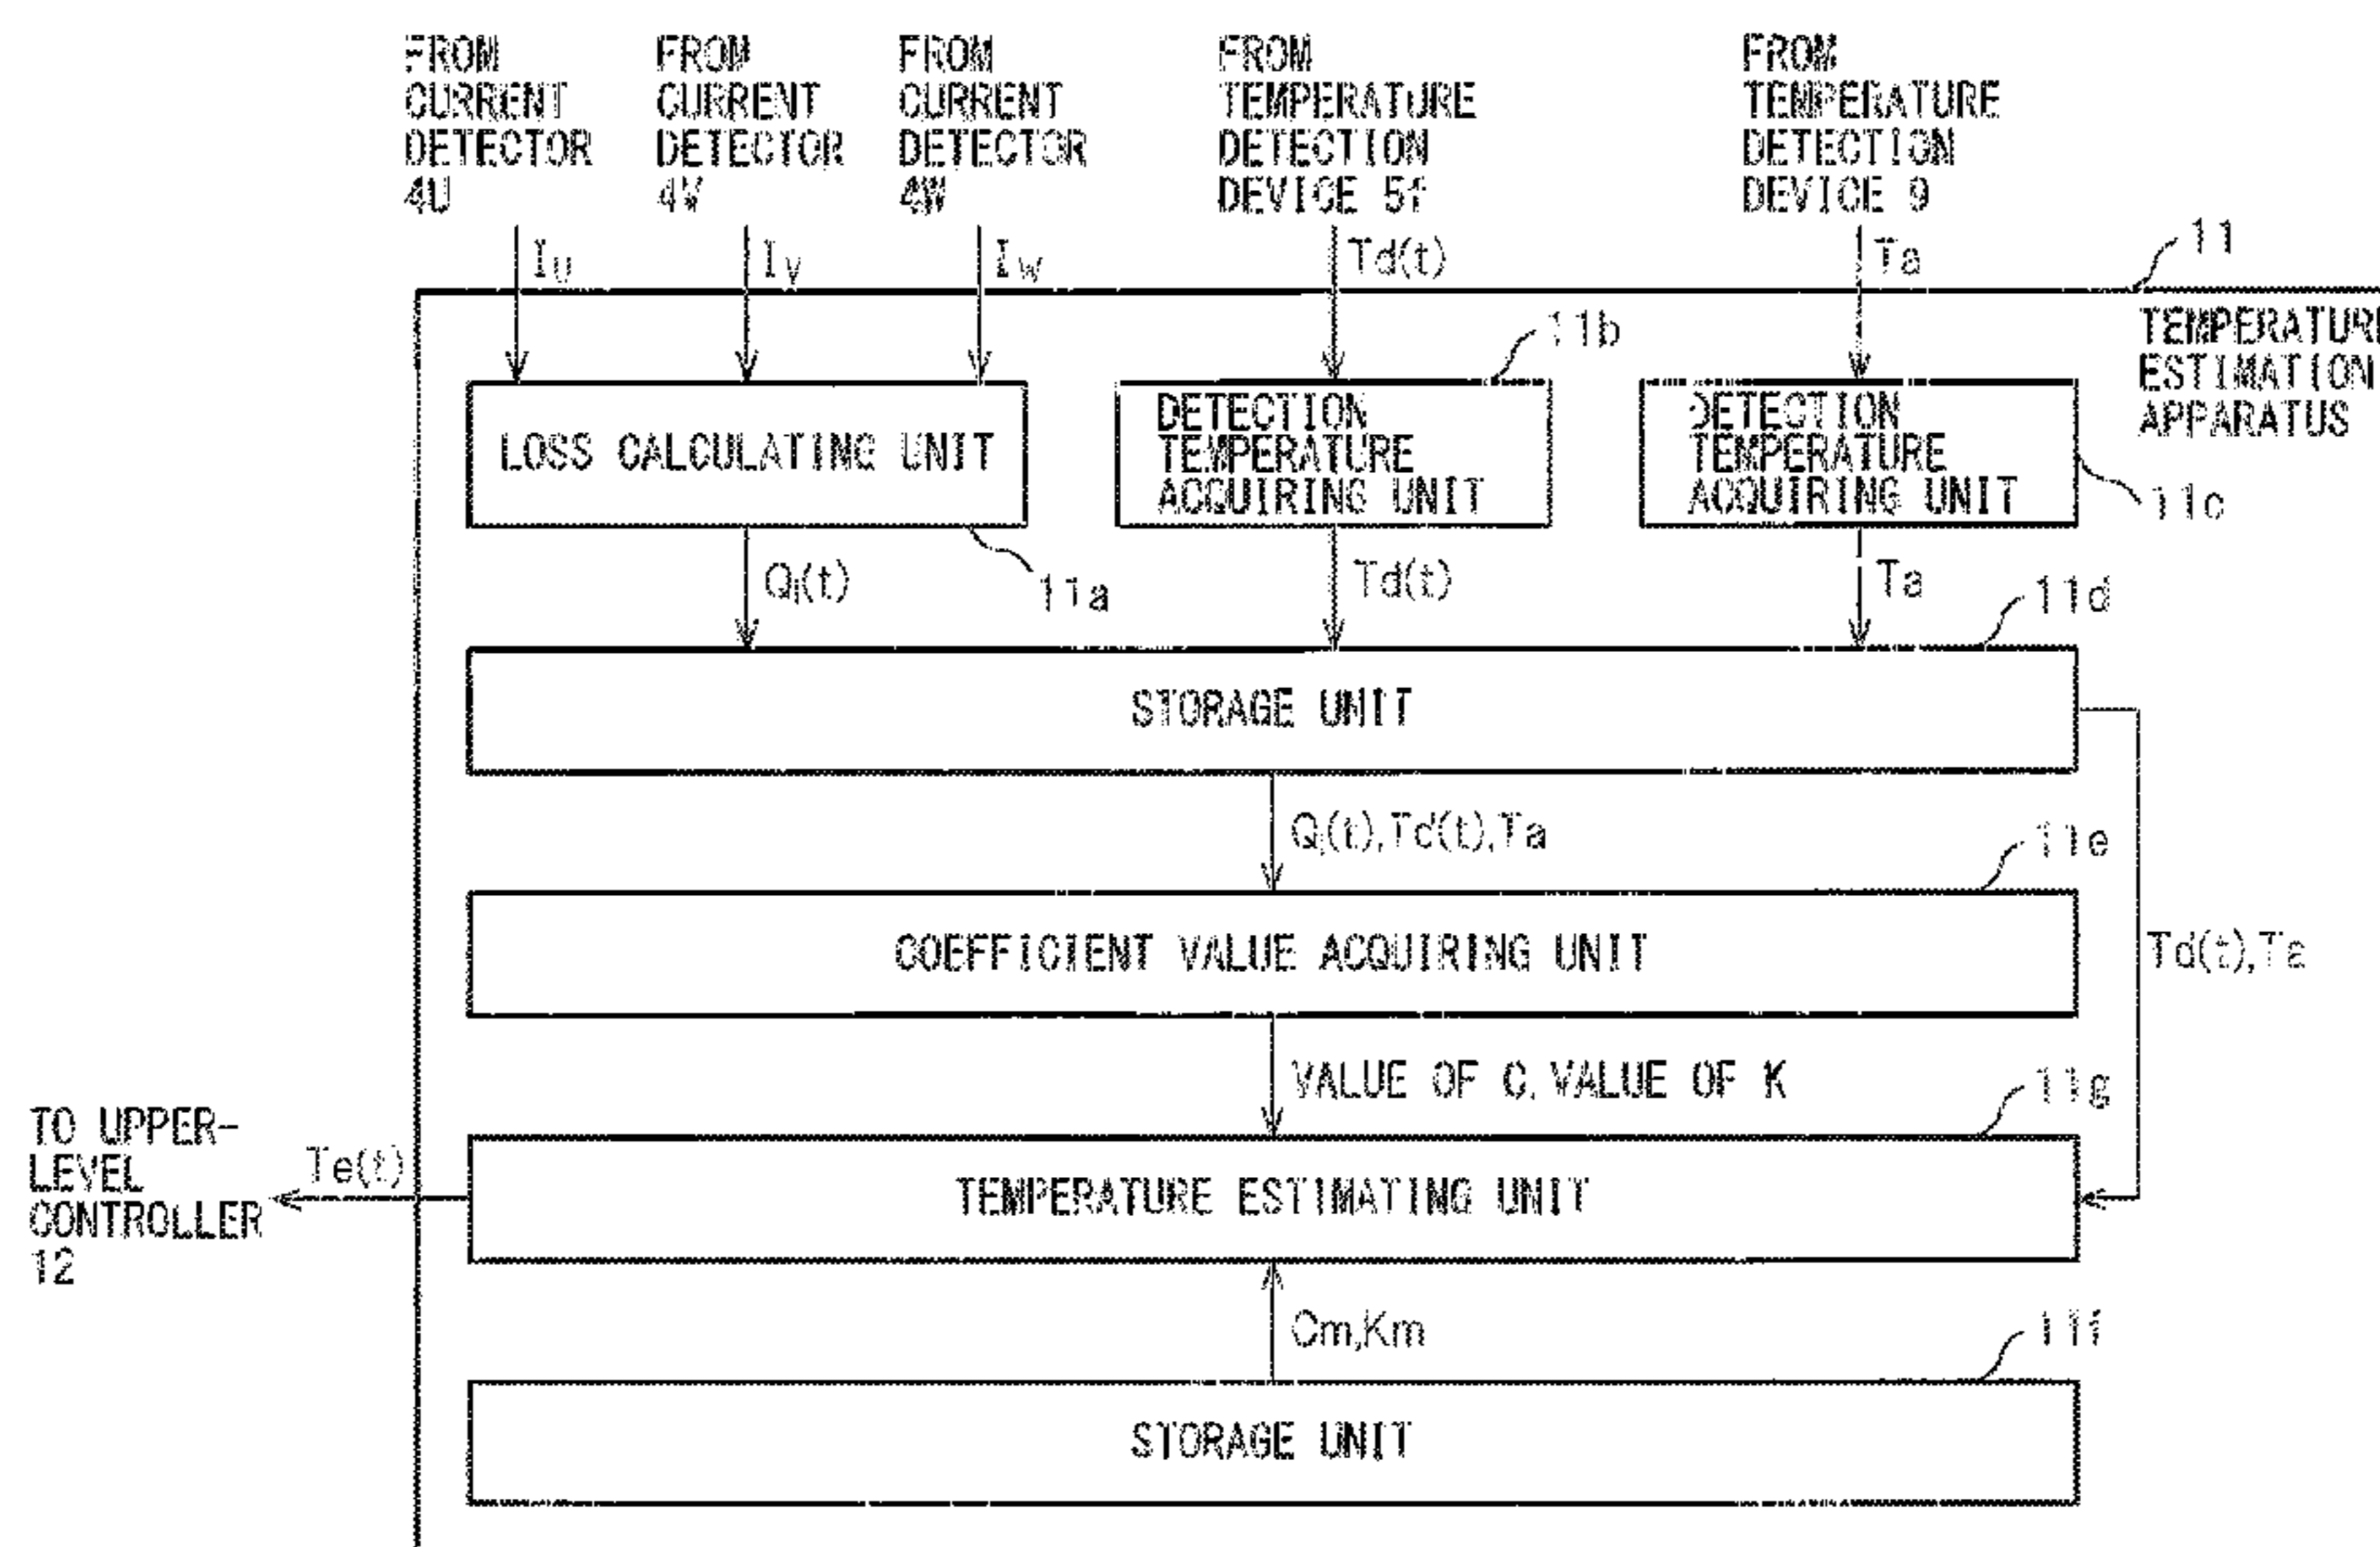 FROM
CURRENT
DETECTOR
4U
FROM
CURRENT
DETECTOR
4V
FROM
CURRENT
DETECTOR
4W
FROM
TEMPERATURE
DETECTION
DEVICE 5f
FROM
TEMPERATURE
DETECTION
DEVICE 9
IU
IV
IW
Td(t)
Ta
11
TEMPERATURE
ESTIMATION
APPARATUS
11b
LOSS CALCULATING UNIT
DETECTION
TEMPERATURE
ACQUIRING UNIT
DETECTION
TEMPERATURE
ACQUIRING UNIT
11c
Qi(t)
11a
Td(t)
Ta
11d
STORAGE UNIT
Qi(t),Td(t),Ta
11e
COEFFICIENT VALUE ACQUIRING UNIT
Td(t),Ta
VALUE OF C, VALUE OF K
11g
TO UPPER-
LEVEL
CONTROLLER
12
Te(t)
TEMPERATURE ESTIMATING UNIT
Cm,Km
11f
STORAGE UNIT